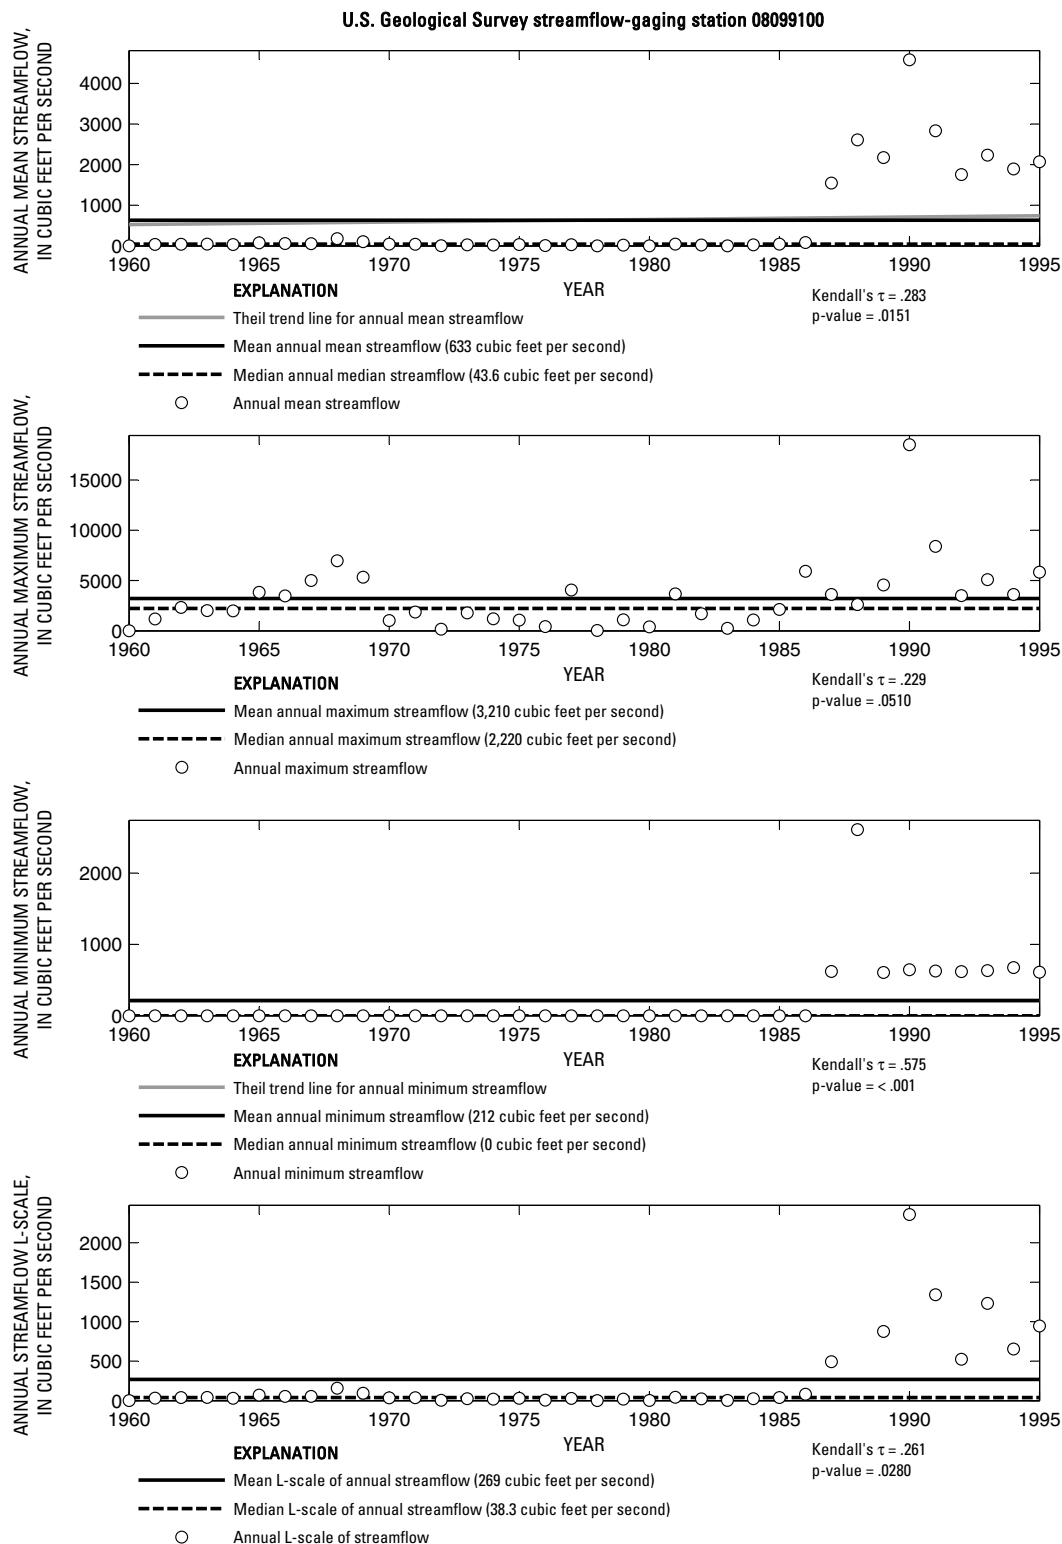 U.S. Geological Survey streamflow-gaging station 08099100
ANNUAL MEAN STREAMFLOW,
IN CUBIC FEET PER SECOND
4000
3000
2000
1000
0
1960 1965 1970 1975 1980 1985 1990 1995
YEAR
EXPLANATION
Theil trend line for annual mean streamflow
Mean annual mean streamflow (633 cubic feet per second)
Median annual median streamflow (43.6 cubic feet per second)
Annual mean streamflow
Kendall's τ = .283
p-value = .0151
ANNUAL MAXIMUM STREAMFLOW,
IN CUBIC FEET PER SECOND
15000
10000
5000
0
1960 1965 1970 1975 1980 1985 1990 1995
YEAR
EXPLANATION
Mean annual maximum streamflow (3,210 cubic feet per second)
Median annual maximum streamflow (2,220 cubic feet per second)
Annual maximum streamflow
Kendall's τ = .229
p-value = .0510
ANNUAL MINIMUM STREAMFLOW,
IN CUBIC FEET PER SECOND
2000
1000
0
1960 1965 1970 1975 1980 1985 1990 1995
YEAR
EXPLANATION
Theil trend line for annual minimum streamflow
Mean annual minimum streamflow (212 cubic feet per second)
Median annual minimum streamflow (0 cubic feet per second)
Annual minimum streamflow
Kendall's τ = .575
p-value = < .001
ANNUAL STREAMFLOW L-SCALE,
IN CUBIC FEET PER SECOND
2000
1500
1000
500
0
1960 1965 1970 1975 1980 1985 1990 1995
YEAR
EXPLANATION
Mean L-scale of annual streamflow (269 cubic feet per second)
Median L-scale of annual streamflow (38.3 cubic feet per second)
Annual L-scale of streamflow
Kendall's τ = .261
p-value = .0280